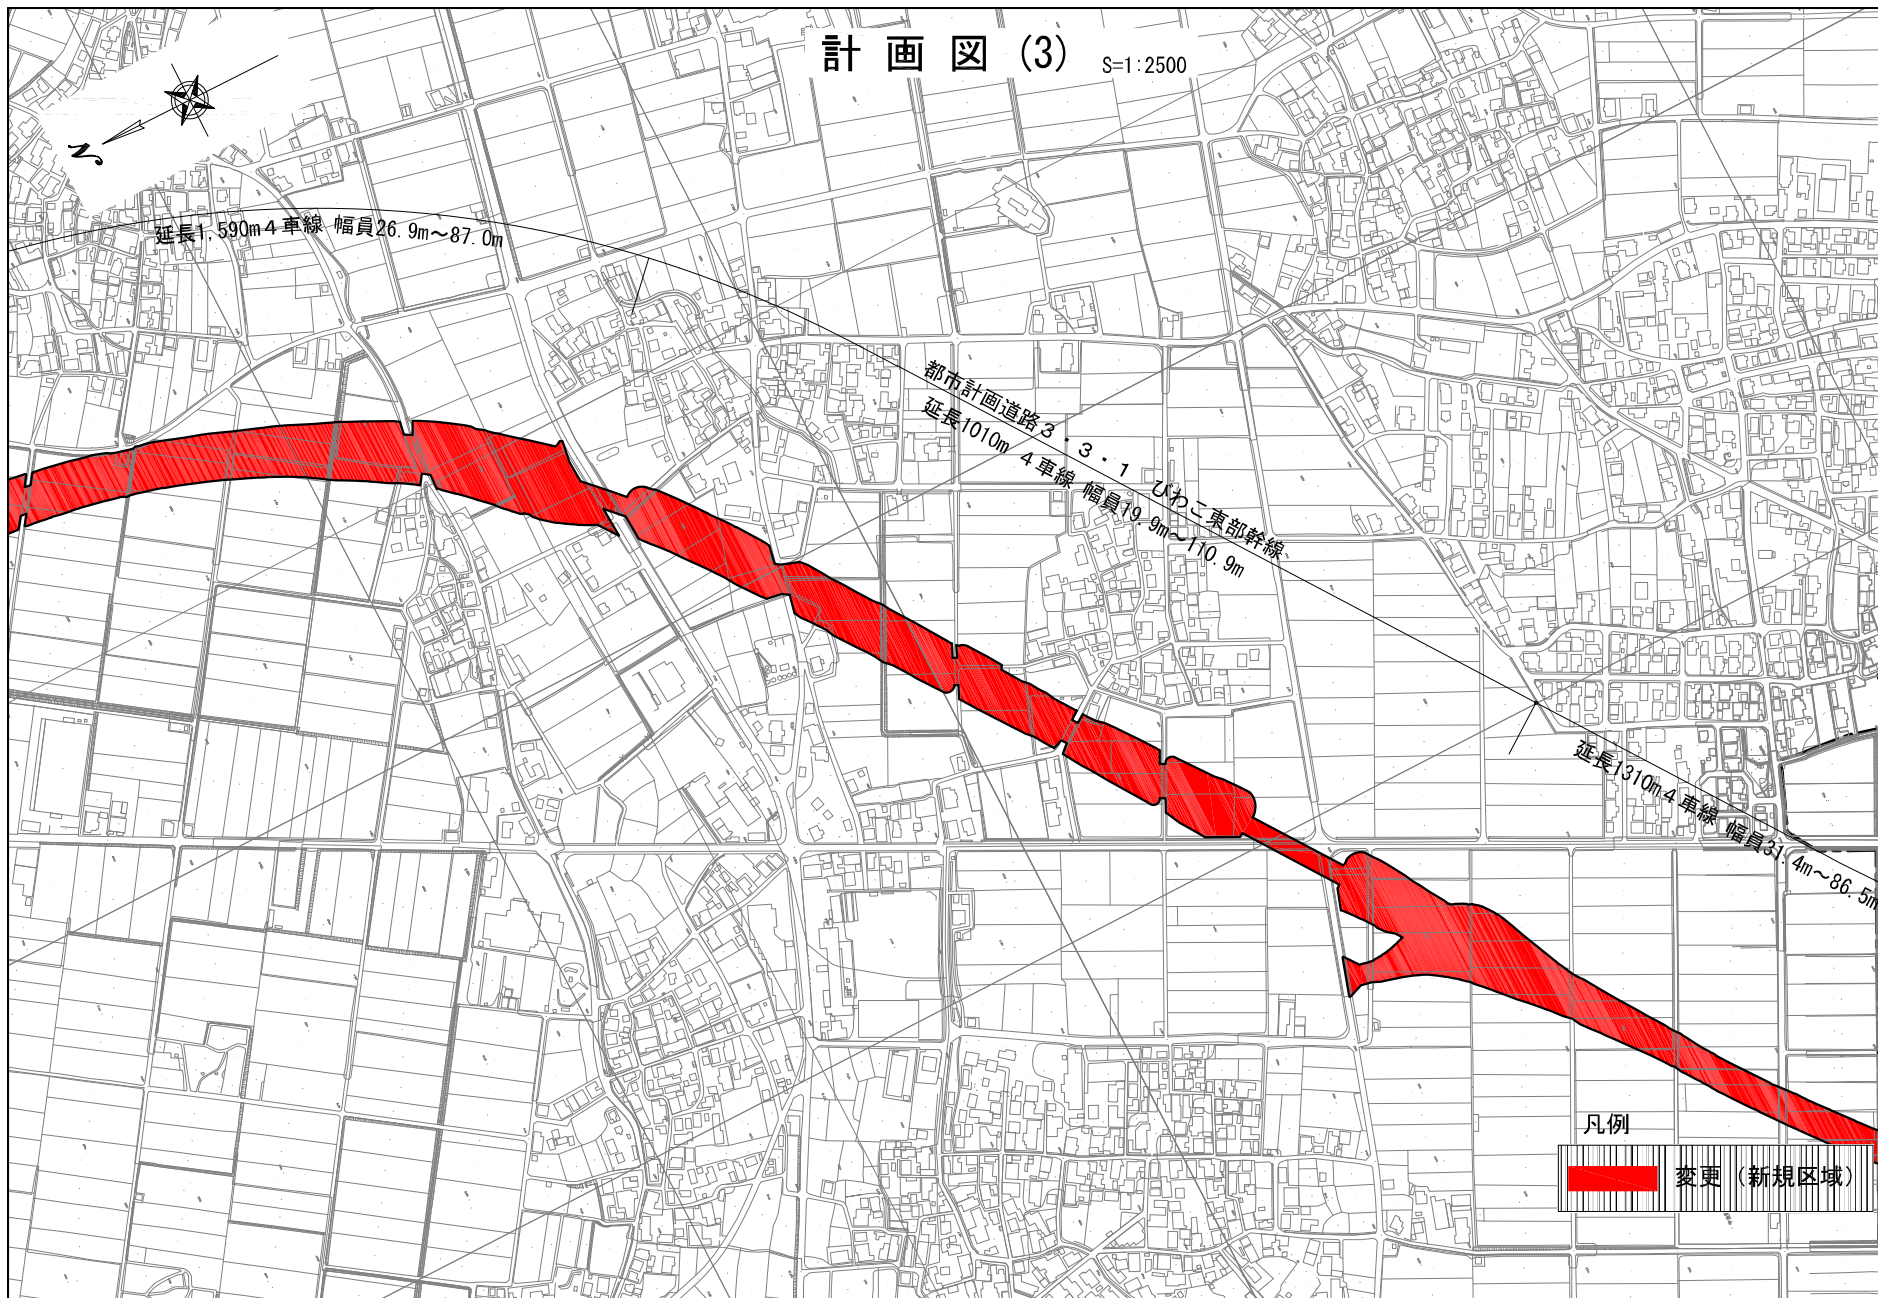 計画図(3) S=1:2500
N
延長1,590m4車線 幅員26.9m～87.0m
都市計画道路3・3・1 びわこ東部幹線
延長1010m 4車線 幅員19.9m～110.9m
延長1310m4車線 幅員31.4m～86.5m
凡例
変更(新規区域)